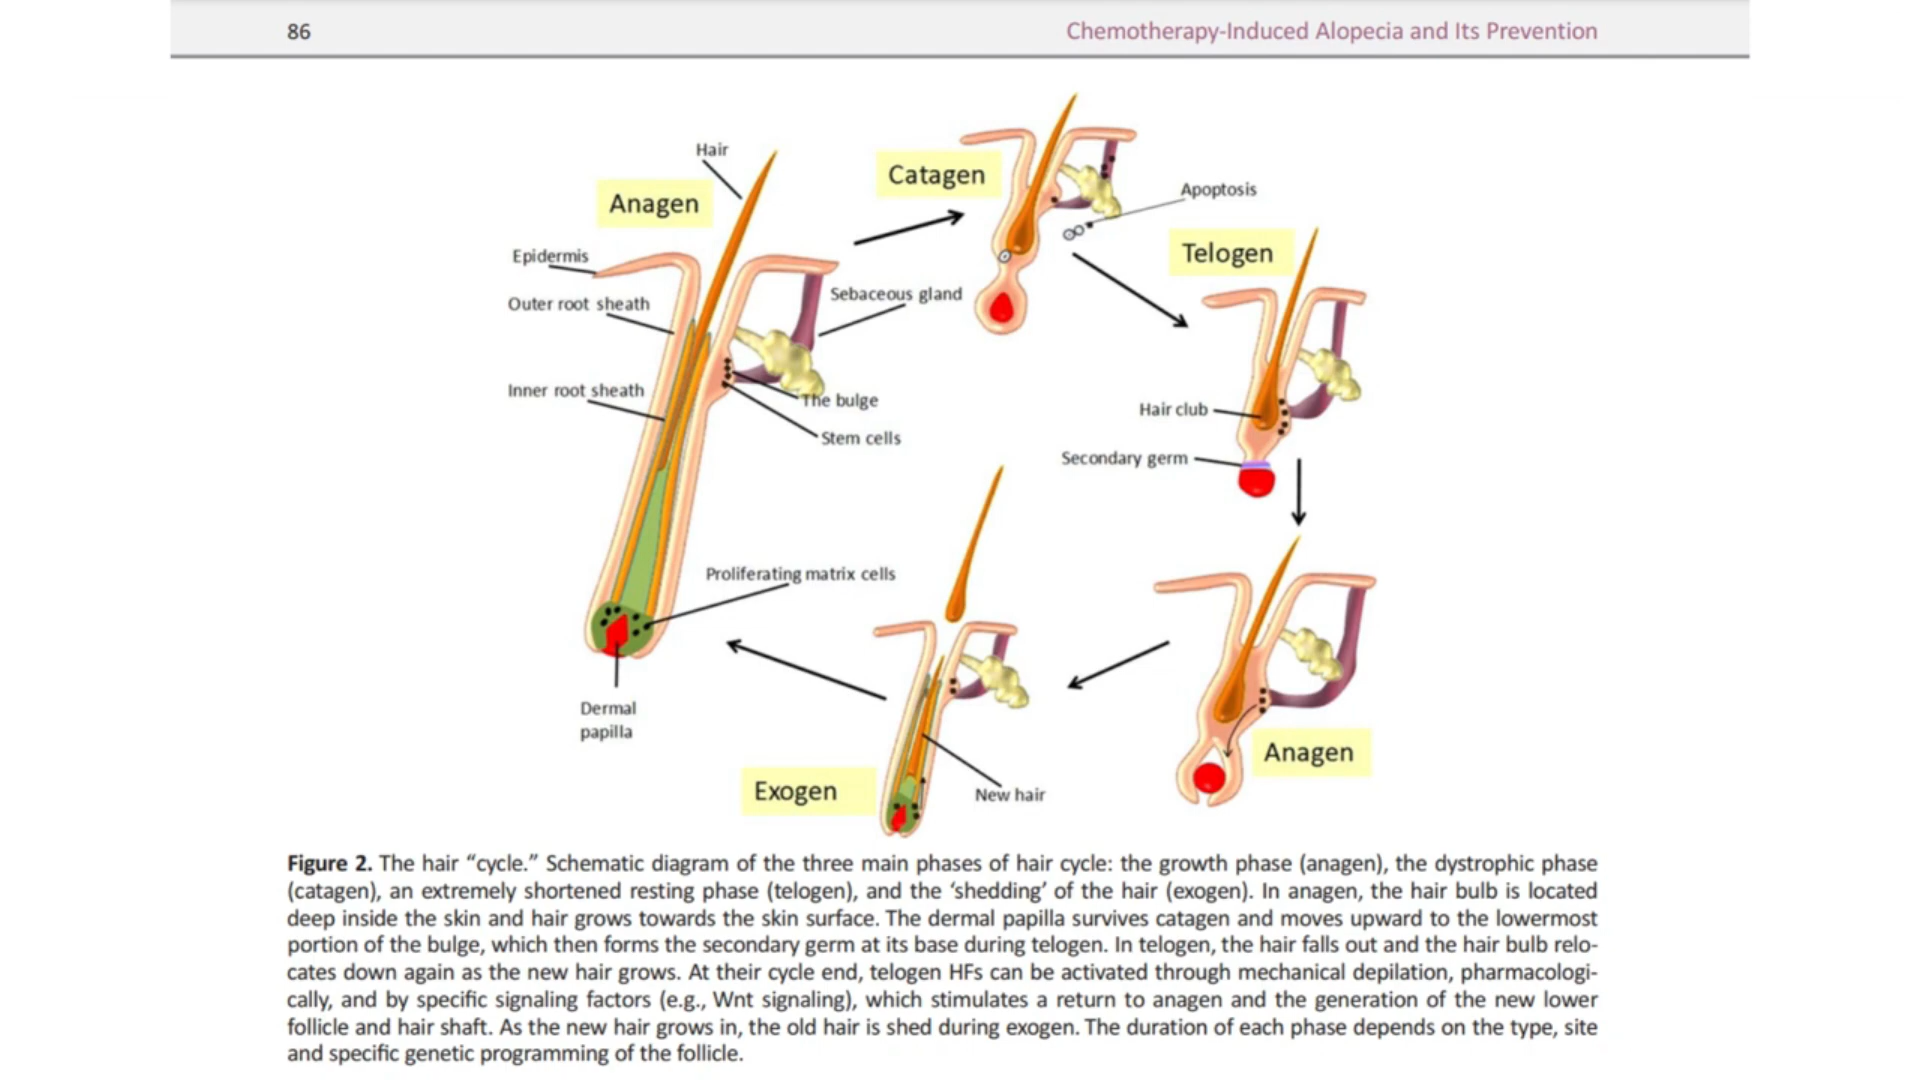 86
Chemotherapy-Induced Alopecia and Its Prevention
Hair
Anagen
Epidermis
Outer root sheath
Inner root sheath
Sebaceous gland
The bulge
Stem cells
Proliferating matrix cells
Dermal
papilla
Catagen
Apoptosis
Telogen
Hair club
Secondary germ
Anagen
Exogen
New hair
Figure 2. The hair “cycle.” Schematic diagram of the three main phases of hair cycle: the growth phase (anagen), the dystrophic phase
(catagen), an extremely shortened resting phase (telogen), and the ‘shedding’ of the hair (exogen). In anagen, the hair bulb is located
deep inside the skin and hair grows towards the skin surface. The dermal papilla survives catagen and moves upward to the lowermost
portion of the bulge, which then forms the secondary germ at its base during telogen. In telogen, the hair falls out and the hair bulb relo-
cates down again as the new hair grows. At their cycle end, telogen HFs can be activated through mechanical depilation, pharmacologi-
cally, and by specific signaling factors (e.g., Wnt signaling), which stimulates a return to anagen and the generation of the new lower
follicle and hair shaft. As the new hair grows in, the old hair is shed during exogen. The duration of each phase depends on the type, site
and specific genetic programming of the follicle.